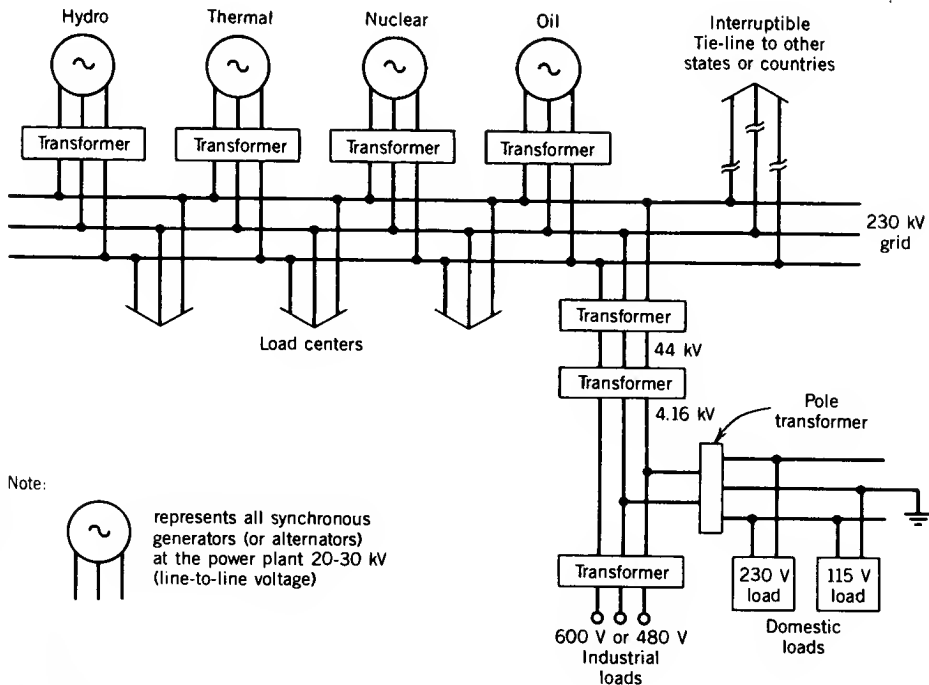 Hydro
Thermal
Nuclear
Oil
Interruptible
Tie-line to other
states or countries
Transformer
Transformer
Transformer
Transformer
230 kV
grid
Load centers
Transformer
44 kV
Transformer
4.16 kV
Pole
transformer
Note:
represents all synchronous
generators (or alternators)
at the power plant 20-30 kV
(line-to-line voltage)
Transformer
230 V
load
115 V
load
600 V or 480 V
Industrial
loads
Domestic
loads